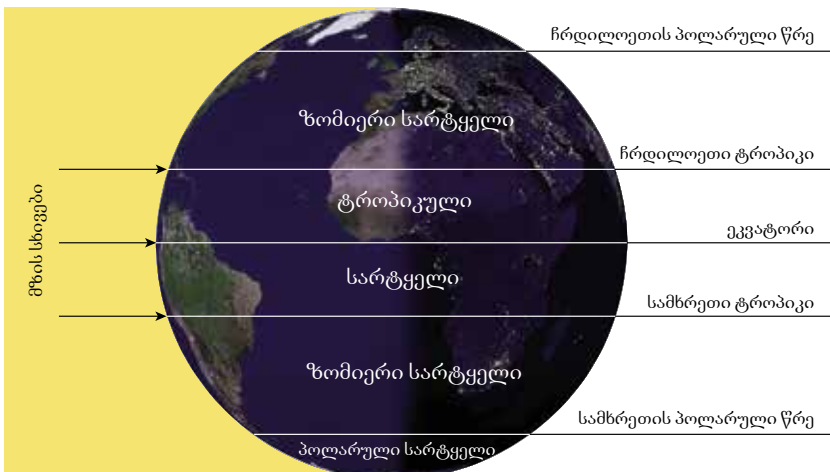 ჩრდილოეთის პოლარული წრე
ზომიერი სარტყელი
ჩრდილოეთი ტროპიკი
ტროპიკული
ეკვატორი
მზის სხივები
სარტყელი
სამხრეთი ტროპიკი
ზომიერი სარტყელი
სამხრეთის პოლარული წრე
პოლარული სარტყელი